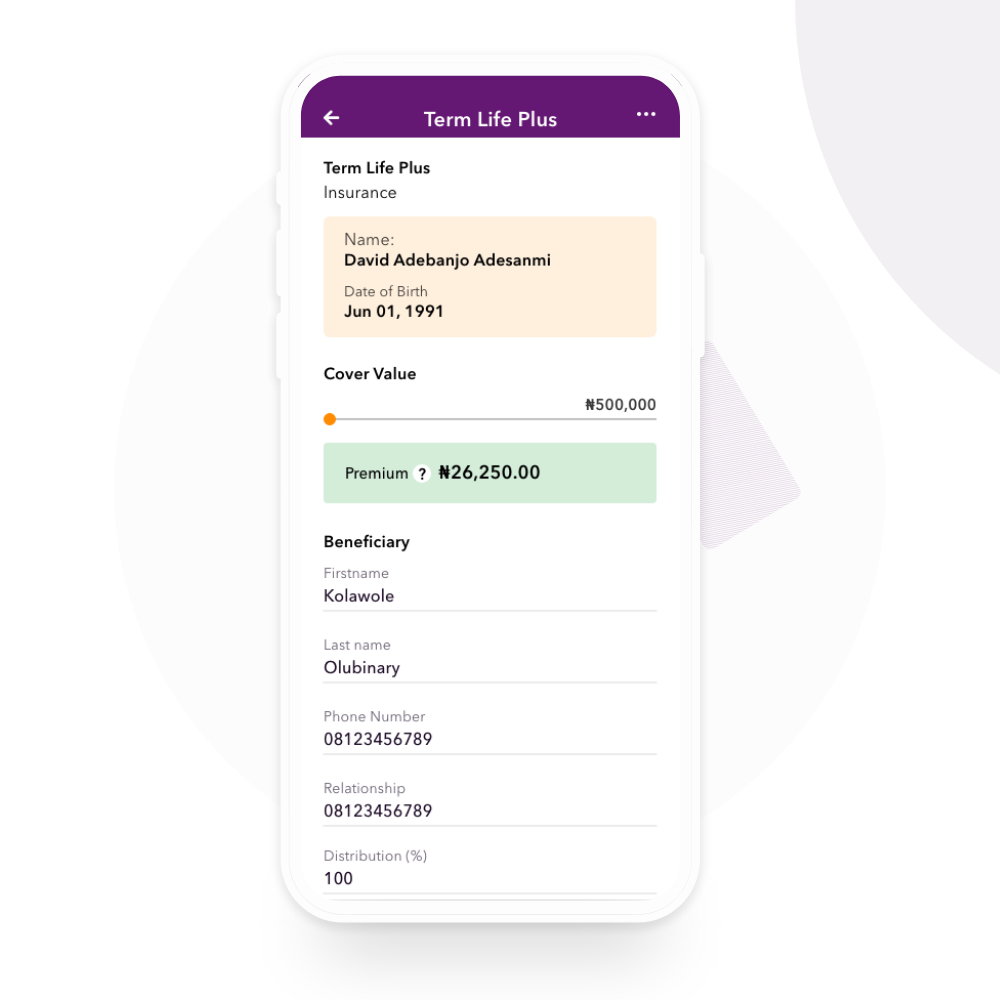 Term Life Plus
Term Life Plus
Insurance
Name:
David Adebanjo Adesanmi
Date of Birth
Jun 01, 1991
Cover Value
₦500,000
Premium ? ₦26,250.00
Beneficiary
Firstname
Kolawole
Last name
Olubinary
Phone Number
08123456789
Relationship
08123456789
Distribution (%)
100